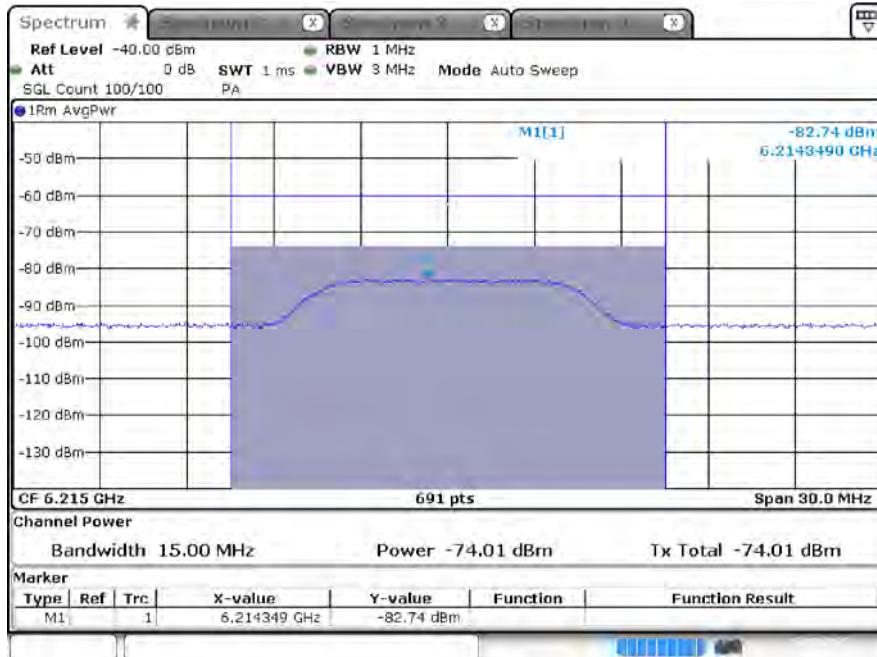 Spectrum X X X
Ref Level -40.00 dBm RBW 1 MHz
Att 0 dB SWT 1 ms VBW 3 MHz Mode Auto Sweep
SGL Count 100/100 PA
1Rm AvgPwr
M1[1] -82.74 dBm
6.2143490 GHz
-50 dBm
-60 dBm
-70 dBm
-80 dBm
-90 dBm
-100 dBm
-110 dBm
-120 dBm
-130 dBm
CF 6.215 GHz 691 pts Span 30.0 MHz
Channel Power
Bandwidth 15.00 MHz Power -74.01 dBm Tx Total -74.01 dBm
Marker
Type Ref Trc X-value Y-value Function Function Result
M1 1 6.214349 GHz -82.74 dBm